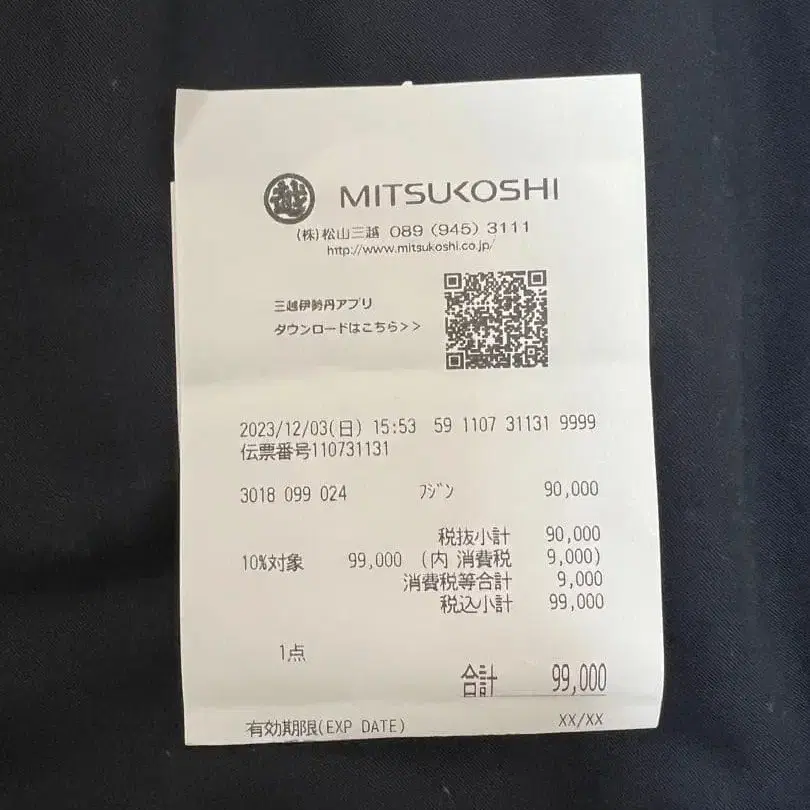 越 MITSUKOSHI
(株)松山三越 089 (945) 3111
http://www.mitsukoshi.co.jp/
三越伊勢丹アプリ
ダウンロードはこちら>>
2023/12/03(日) 15:53 59 1107 31131 9999
伝票番号110731131
3018 099 024 フジン 90,000
税抜小計 90,000
10%対象 99,000 (内 消費税 9,000)
消費税等合計 9,000
税込小計 99,000
1点
合計 99,000
有効期限(EXP DATE) XX/XX